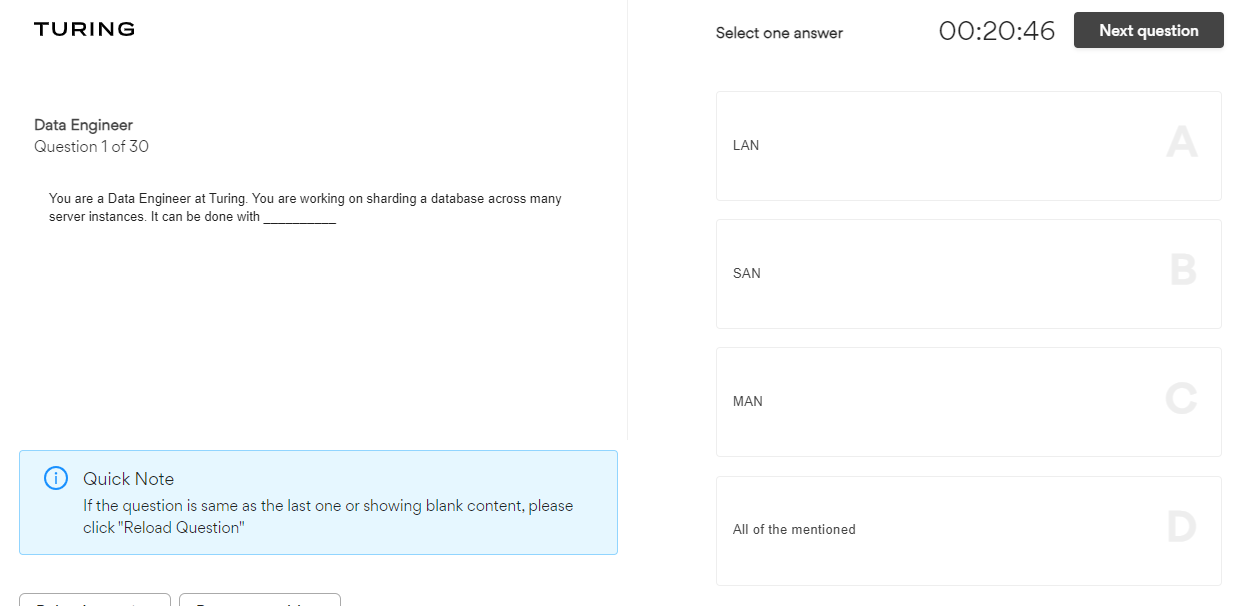 TURING
Select one answer
00:20:46
Next question
Data Engineer
Question 1 of 30
You are a Data Engineer at Turing. You are working on sharding a database across many
server instances. It can be done with __________
LAN
A
SAN
B
MAN
C
All of the mentioned
D
Quick Note
If the question is same as the last one or showing blank content, please
click "Reload Question"